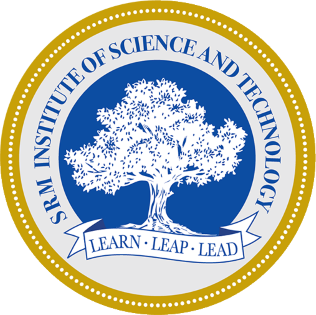 SRM INSTITUTE OF SCIENCE AND TECHNOLOGY
LEARN · LEAP · LEAD